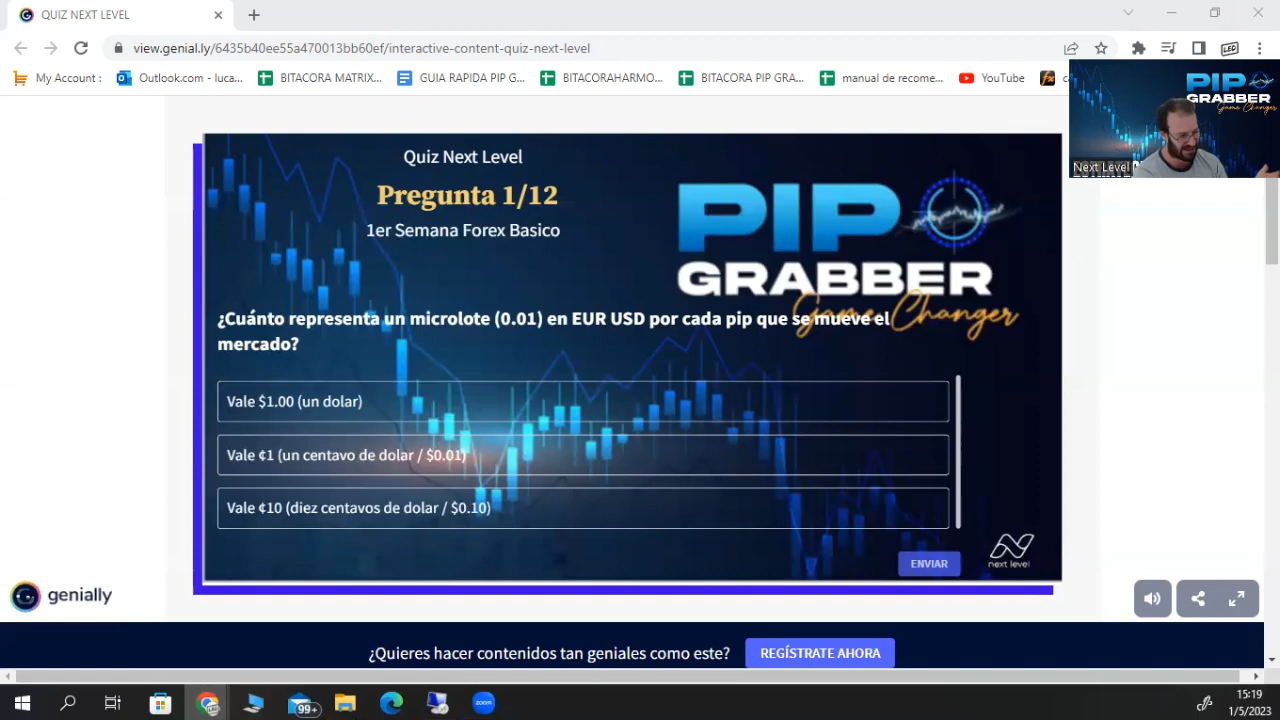 QUIZ NEXT LEVEL
view.genial.ly/6435b40ee55a470013bb60ef/interactive-content-quiz-next-level
My Account :
Outlook.com - luca...
BITACORA MATRIX...
GUIA RAPIDA PIP G...
BITACORAHARMO...
BITACORA PIP GRA...
manual de recome...
YouTube
PIP
GRABBER
Game Changer
Next Level
Quiz Next Level
Pregunta 1/12
1er Semana Forex Basico
PIP
GRABBER
Game Changer
¿Cuánto representa un microlote (0.01) en EUR USD por cada pip que se mueve el
mercado?
Vale $1.00 (un dolar)
Vale ¢1 (un centavo de dolar / $0.01)
Vale ¢10 (diez centavos de dolar / $0.10)
ENVIAR
next level
genially
¿Quieres hacer contenidos tan geniales como este?
REGÍSTRATE AHORA
99+
zoom
15:19
1/5/2023